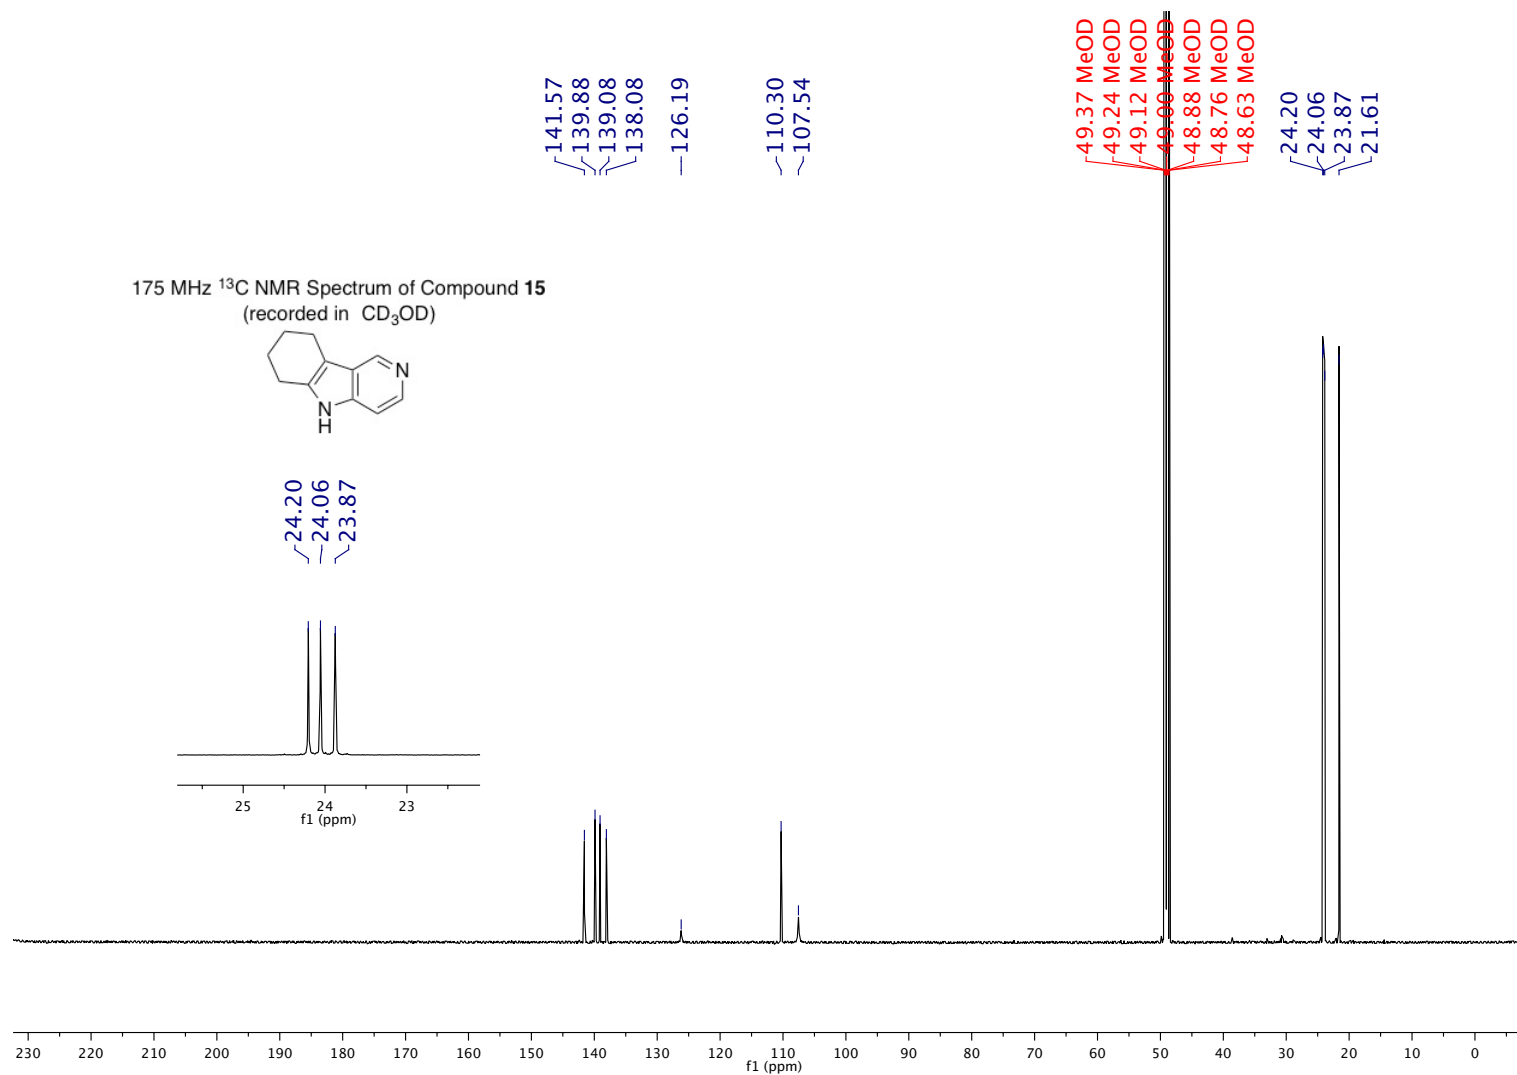 141.57
139.88
139.08
138.08
126.19
110.30
107.54
49.37 MeOD
49.24 MeOD
49.12 MeOD
49.00 MeOD
48.88 MeOD
48.76 MeOD
48.63 MeOD
24.20
24.06
23.87
21.61
175 MHz ¹³C NMR Spectrum of Compound 15
(recorded in CD₃OD)
N
N
H
24.20
24.06
23.87
25 24 23
f1 (ppm)
230 220 210 200 190 180 170 160 150 140 130 120 110 100 90 80 70 60 50 40 30 20 10 0
f1 (ppm)